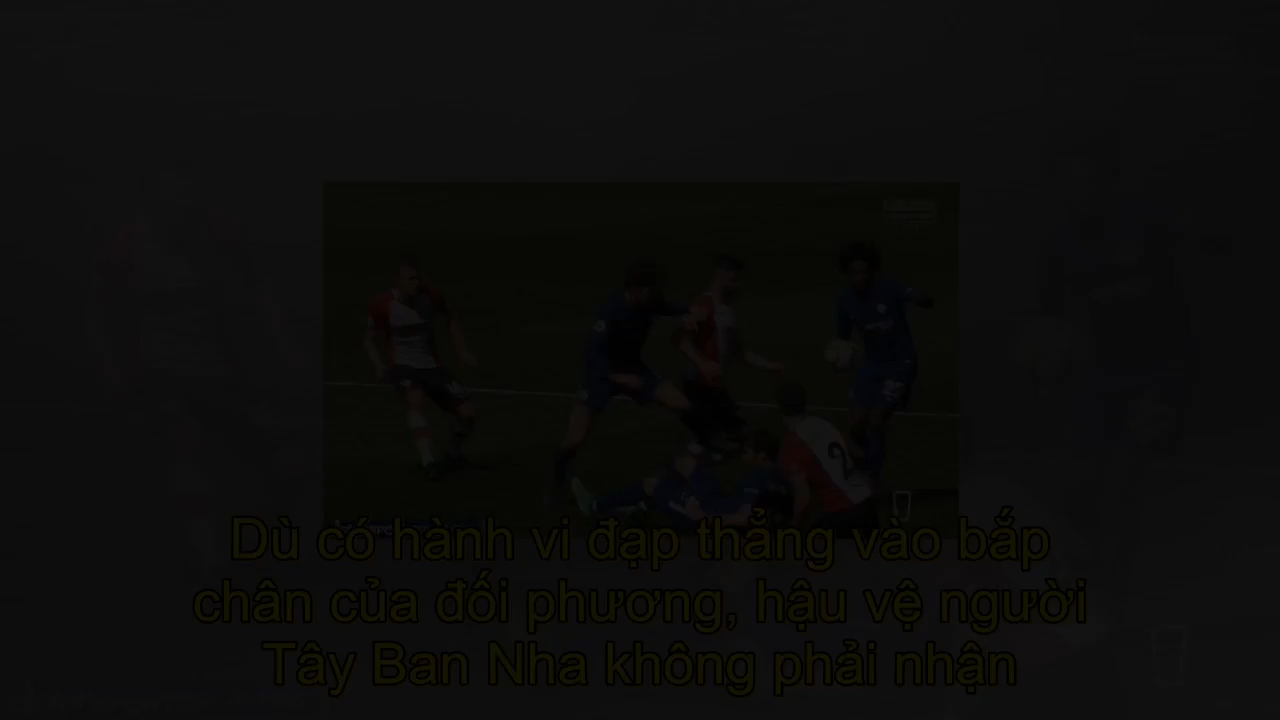 Dù có hành vi đạp thẳng vào bắp
chân của đối phương, hậu vệ người
Tây Ban Nha không phải nhận
2